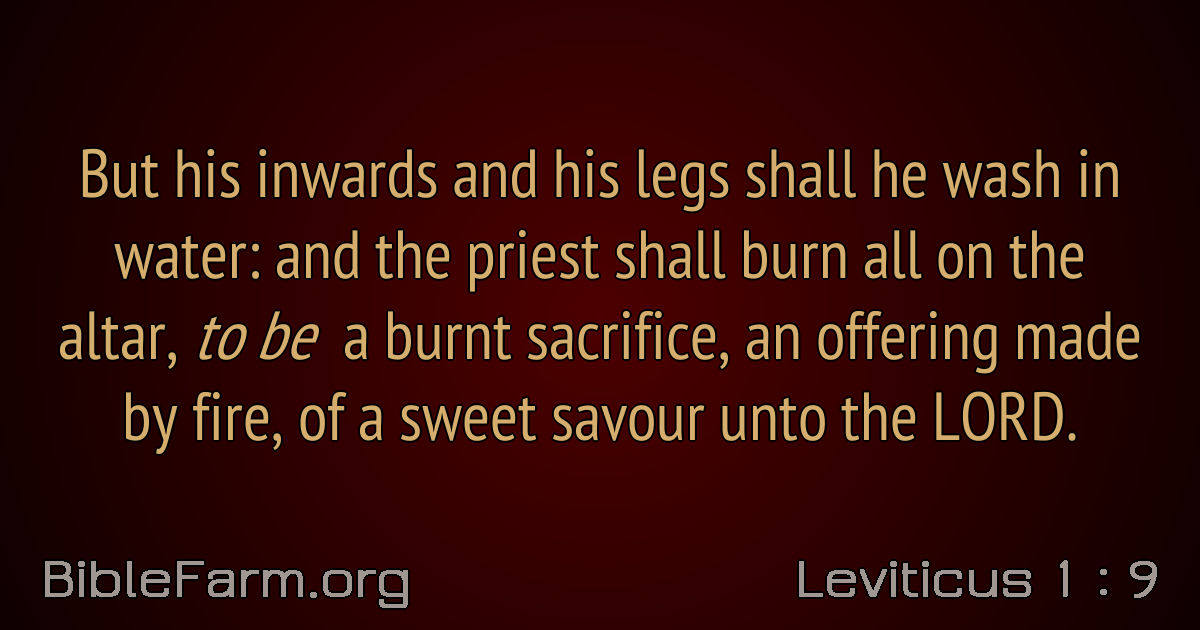 But his inwards and his legs shall he wash in
water: and the priest shall burn all on the
altar, to be a burnt sacrifice, an offering made
by fire, of a sweet savour unto the LORD.
BibleFarm.org
Leviticus 1 : 9